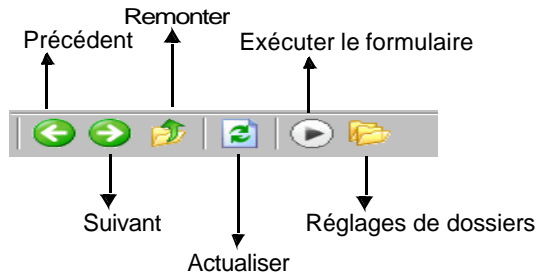 Remonter
Précédent
Exécuter le formulaire
Suivant
Réglages de dossiers
Actualiser